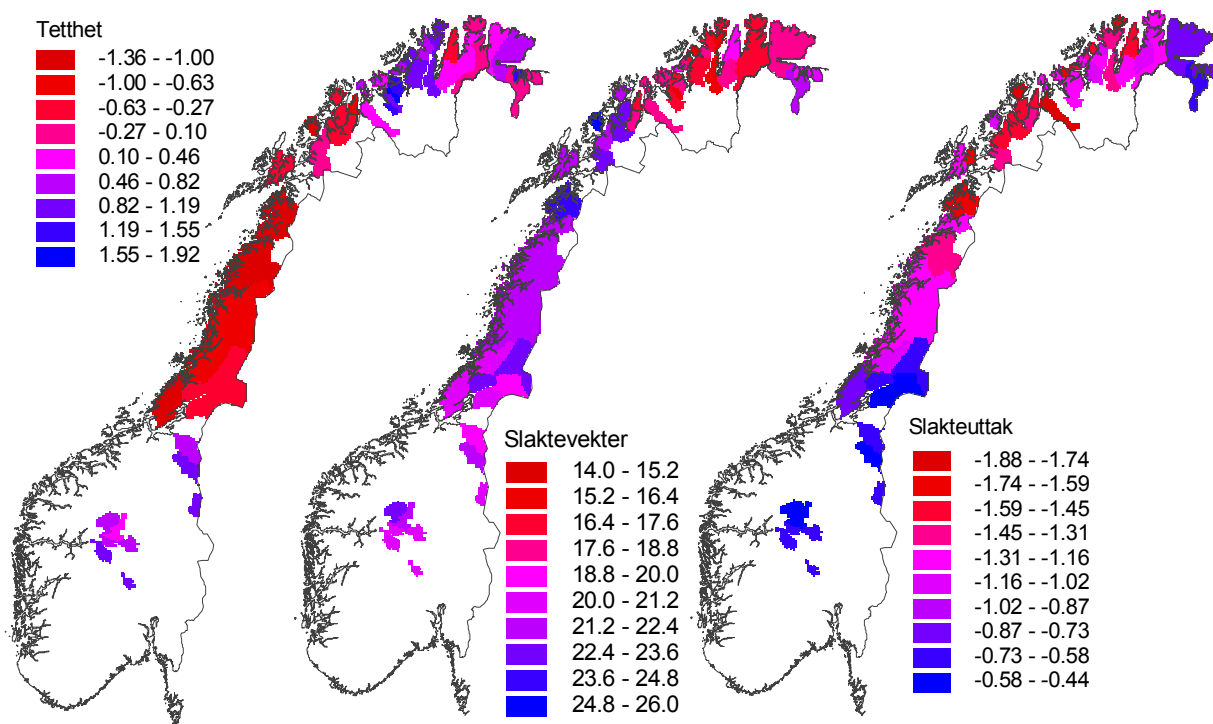 Tetthet
-1.36 - -1.00
-1.00 - -0.63
-0.63 - -0.27
-0.27 - 0.10
0.10 - 0.46
0.46 - 0.82
0.82 - 1.19
1.19 - 1.55
1.55 - 1.92
Slaktevekter
14.0 - 15.2
15.2 - 16.4
16.4 - 17.6
17.6 - 18.8
18.8 - 20.0
20.0 - 21.2
21.2 - 22.4
22.4 - 23.6
23.6 - 24.8
24.8 - 26.0
Slakteuttak
-1.88 - -1.74
-1.74 - -1.59
-1.59 - -1.45
-1.45 - -1.31
-1.31 - -1.16
-1.16 - -1.02
-1.02 - -0.87
-0.87 - -0.73
-0.73 - -0.58
-0.58 - -0.44